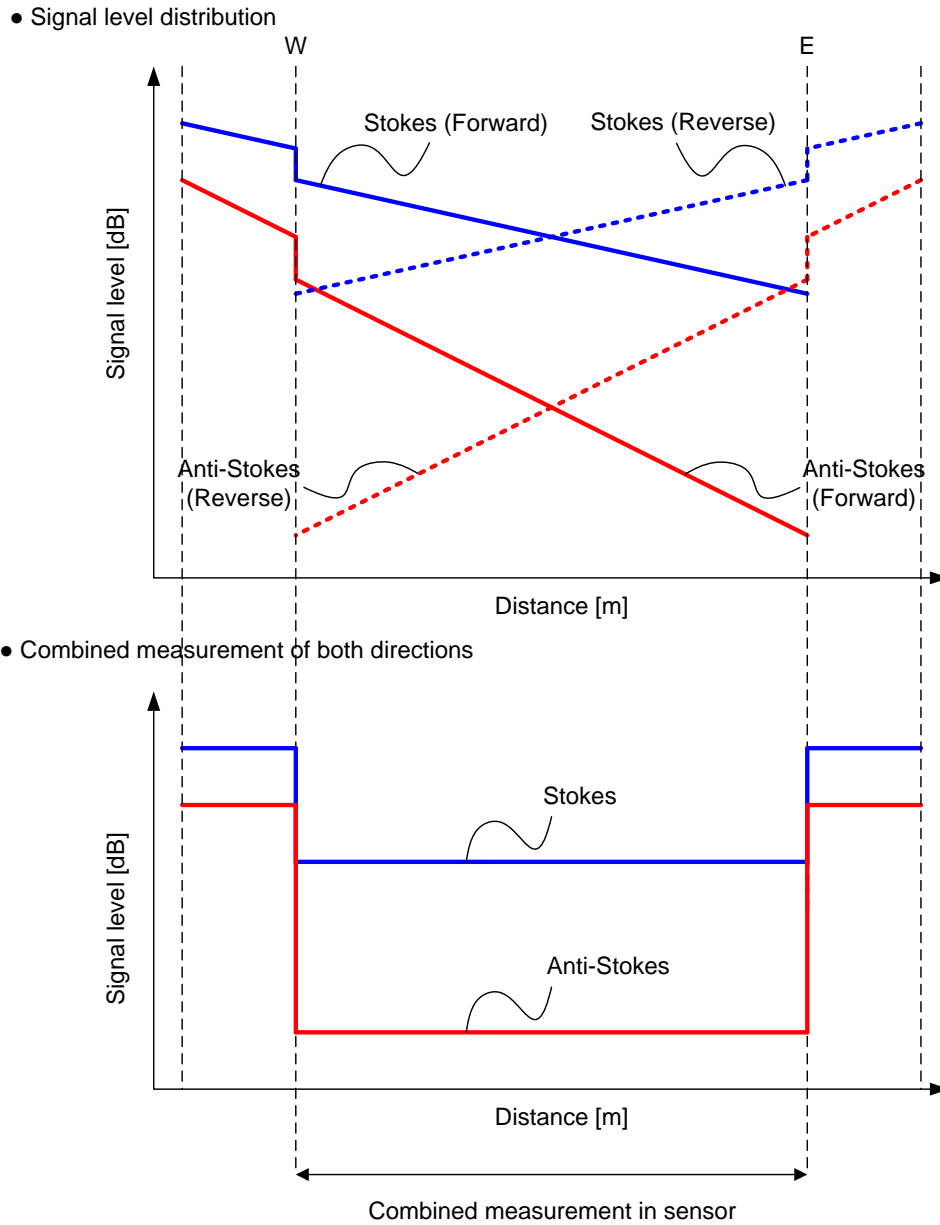 ● Signal level distribution
W
E
Stokes (Forward)
Stokes (Reverse)
Signal level [dB]
Anti-Stokes
(Reverse)
Anti-Stokes
(Forward)
Distance [m]
● Combined measurement of both directions
Stokes
Signal level [dB]
Anti-Stokes
Distance [m]
Combined measurement in sensor